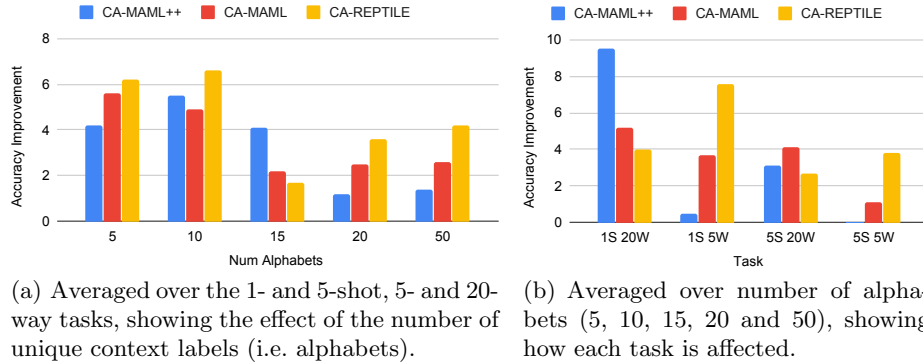 CA-MAML++ CA-MAML CA-REPTILE
Accuracy Improvement
8
6
4
2
0
5 10 15 20 50
Num Alphabets
(a) Averaged over the 1- and 5-shot, 5- and 20-
way tasks, showing the effect of the number of
unique context labels (i.e. alphabets).
CA-MAML++ CA-MAML CA-REPTILE
Accuracy Improvement
10
8
6
4
2
0
1S 20W 1S 5W 5S 20W 5S 5W
Task
(b) Averaged over number of alpha-
bets (5, 10, 15, 20 and 50), showing
how each task is affected.